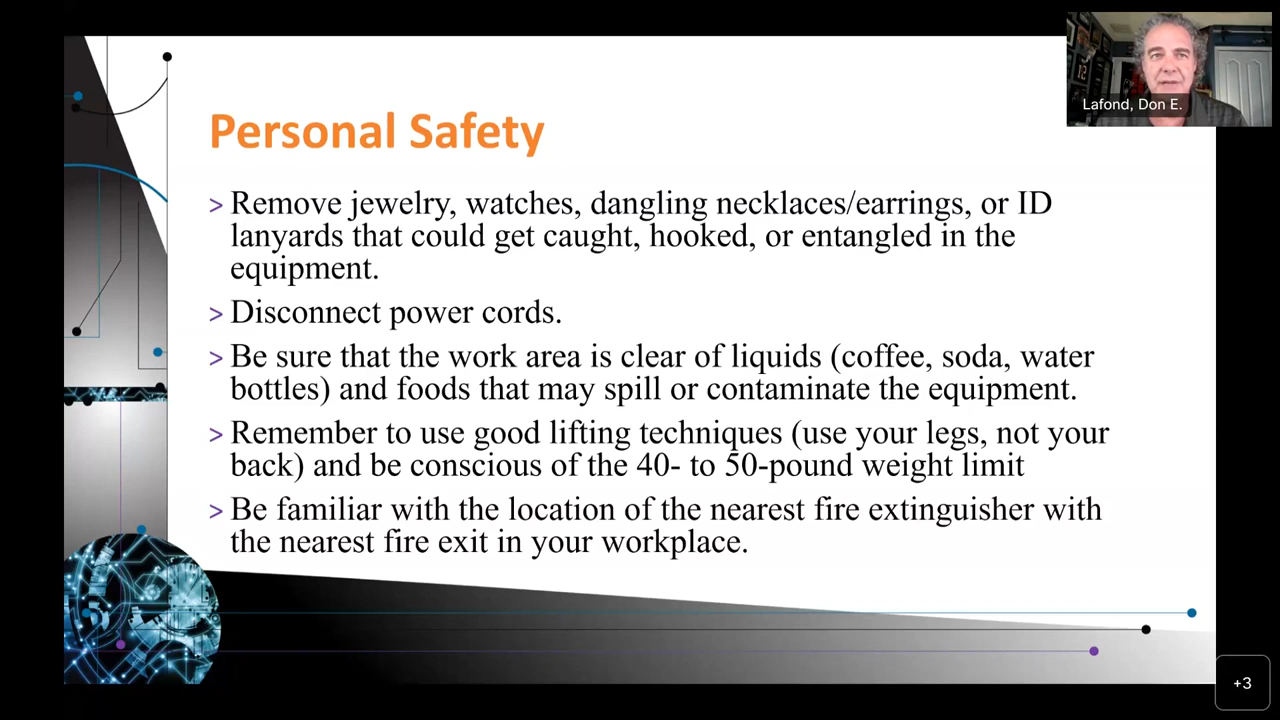 Lafond, Don E.
Personal Safety
> Remove jewelry, watches, dangling necklaces/earrings, or ID
lanyards that could get caught, hooked, or entangled in the
equipment.
> Disconnect power cords.
> Be sure that the work area is clear of liquids (coffee, soda, water
bottles) and foods that may spill or contaminate the equipment.
> Remember to use good lifting techniques (use your legs, not your
back) and be conscious of the 40- to 50-pound weight limit
> Be familiar with the location of the nearest fire extinguisher with
the nearest fire exit in your workplace.
+3